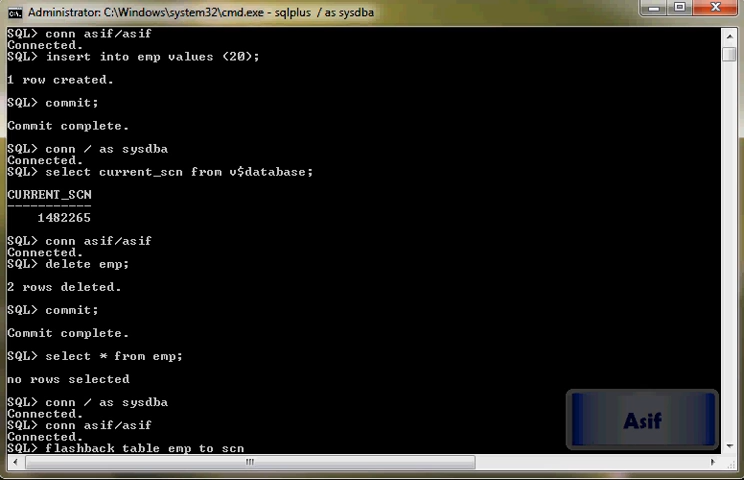 Administrator: C:\Windows\system32\cmd.exe - sqlplus / as sysdba
SQL> conn asif/asif
Connected.
SQL> insert into emp values (20);
1 row created.
SQL> commit;
Commit complete.
SQL> conn / as sysdba
Connected.
SQL> select current_scn from v$database;
CURRENT_SCN
-----------
1482265
SQL> conn asif/asif
Connected.
SQL> delete emp;
2 rows deleted.
SQL> commit;
Commit complete.
SQL> select * from emp;
no rows selected
SQL> conn / as sysdba
Connected.
SQL> conn asif/asif
Connected.
SQL> flashback table emp to scn
Asif